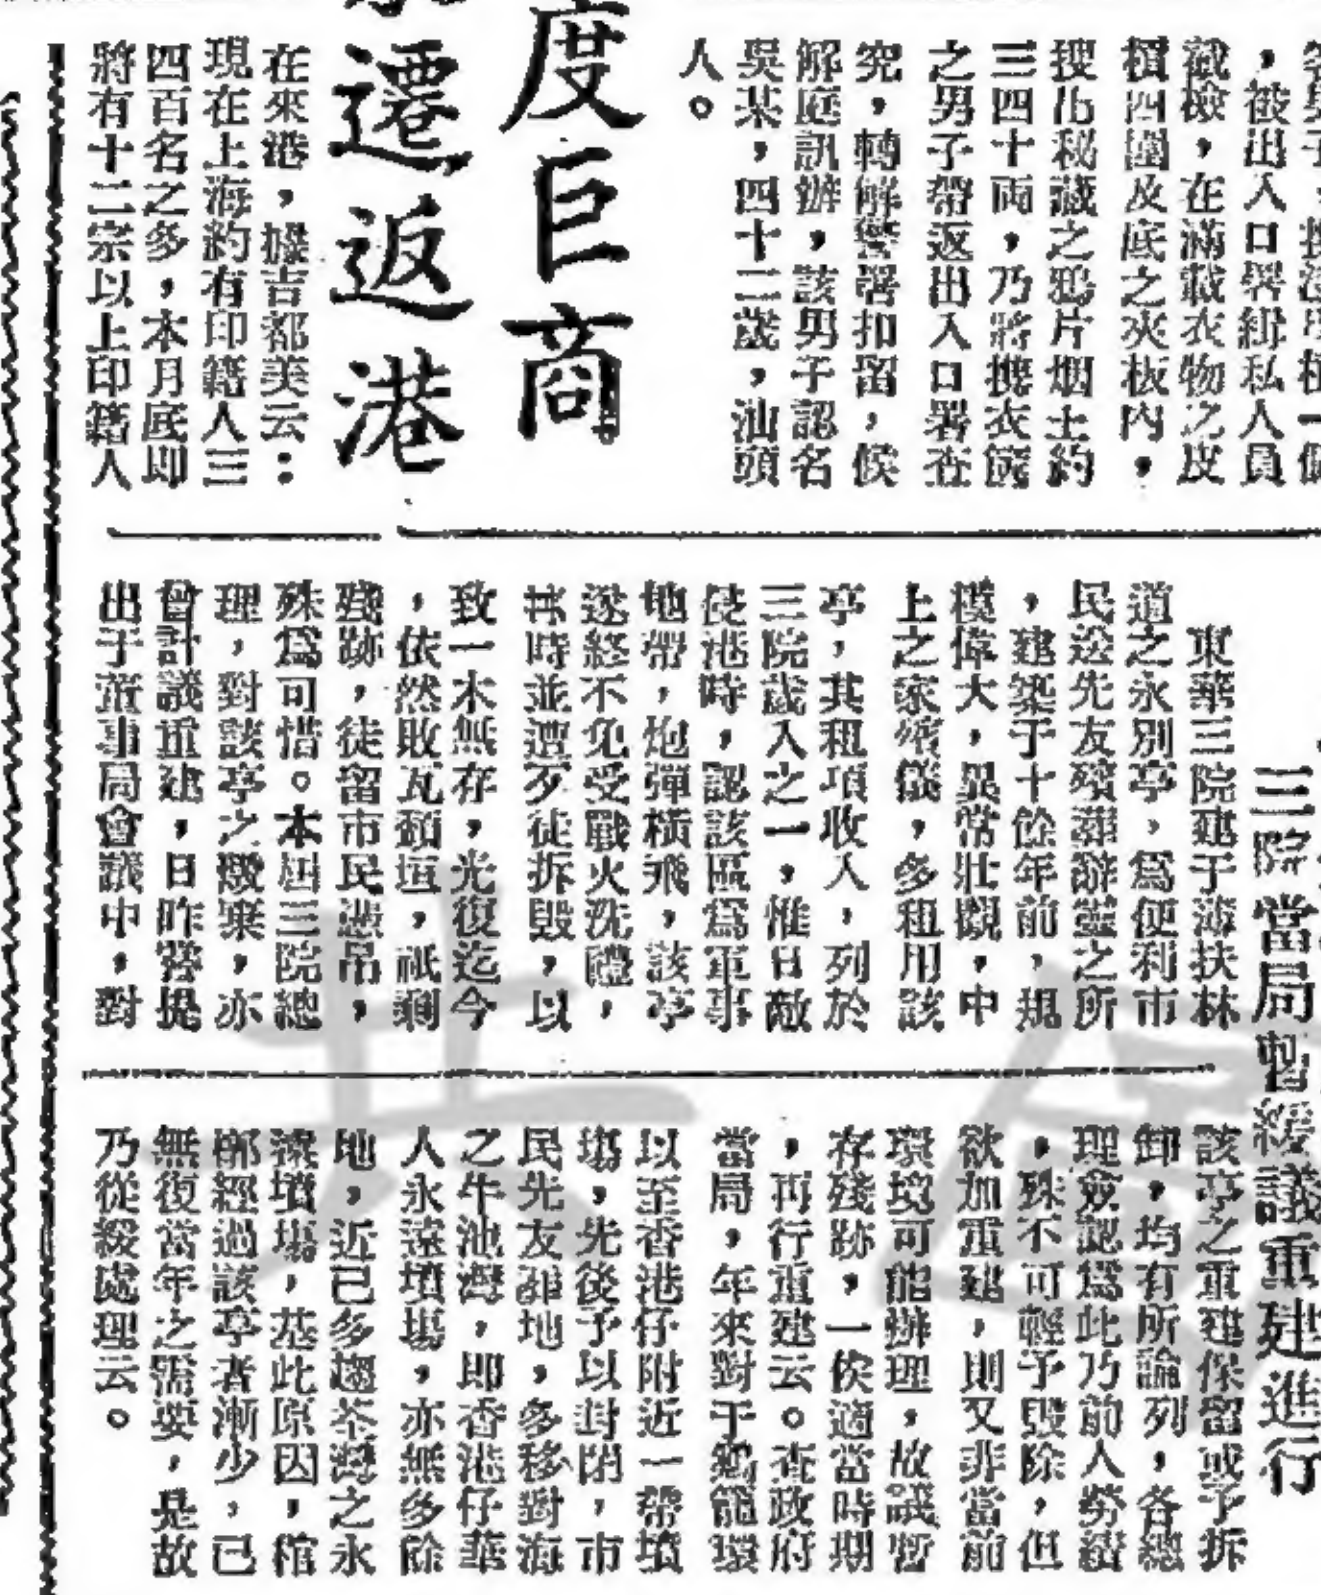 ，被出入口署緝私人員
截檢，在滿載衣物之皮
槓四圍及底之夾板內，
搜出秘藏之鴉片烟土約
三四十両，乃將携衣篋
之男子帶返出入口署查
究，轉解警署扣留，候
解庭訊辦，該男子認名
吳某，四十二歲，汕頭
人。
度巨商
遷返港
在來港，據吉都美云：
現在上海約有印籍人三
四百名之多，本月底即
將有十二宗以上印籍人
三院當局暫緩議重建進行
東華三院建于薄扶林
道之永別亭，爲便利市
民送先友殯葬辭靈之所
，建築于十餘年前，規
模偉大，異常壯觀，中
上之家殯儀，多租用該
亭，其租項收入，列於
三院歲入之一，惟日敵
侵港時，認該區爲軍事
地帶，炮彈橫飛，該亭
遂終不免受戰火洗禮，
其時並遭歹徒拆毀，以
致一木無存，光復迄今
，依然敗瓦頹垣，祇剩
殘跡，徒留市民憑吊，
殊爲可惜。本屆三院總
理，對該亭之毀棄，亦
曾計議重建，日昨當提
出于董事局會議中，對
該亭之重建保留或予拆
卸，均有所論列，各總
理僉認爲此乃前人勞績
，殊不可輕予毀除，但
欲加重建，則又非當前
環境可能辦理，故議暫
存殘跡，一俟適當時期
，再行重建云。查政府
當局，年來對于鷄籠環
以至香港仔附近一帶墳
塲，先後予以封閉，市
民先友葬地，多移對海
之牛池灣，即香港仔華
人永遠墳塲，亦無多餘
地，近已多趨荃灣之永
遠墳塲，基此原因，棺
槨經過該亭者漸少，已
無復當年之需要，是故
乃從緩處理云。